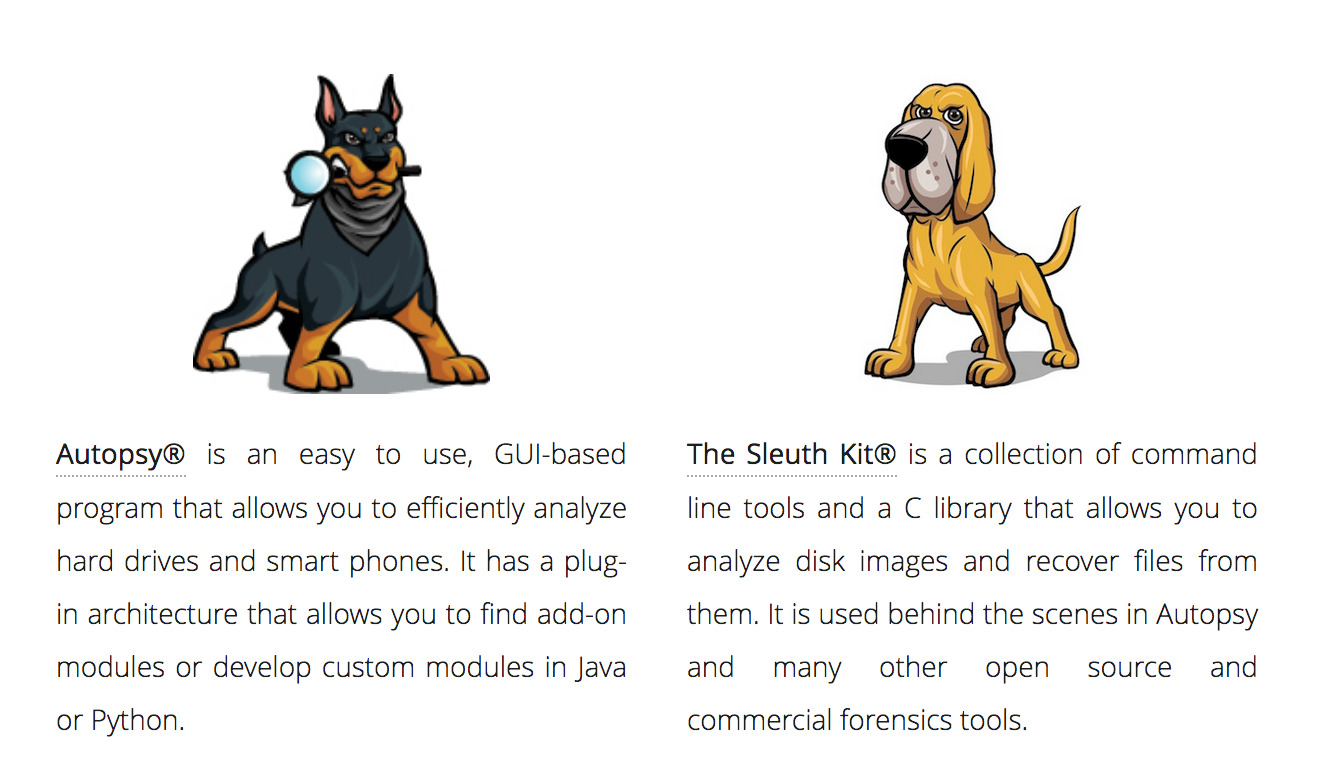 Autopsy® is an easy to use, GUI-based
program that allows you to efficiently analyze
hard drives and smart phones. It has a plug-
in architecture that allows you to find add-on
modules or develop custom modules in Java
or Python.
The Sleuth Kit® is a collection of command
line tools and a C library that allows you to
analyze disk images and recover files from
them. It is used behind the scenes in Autopsy
and many other open source and
commercial forensics tools.